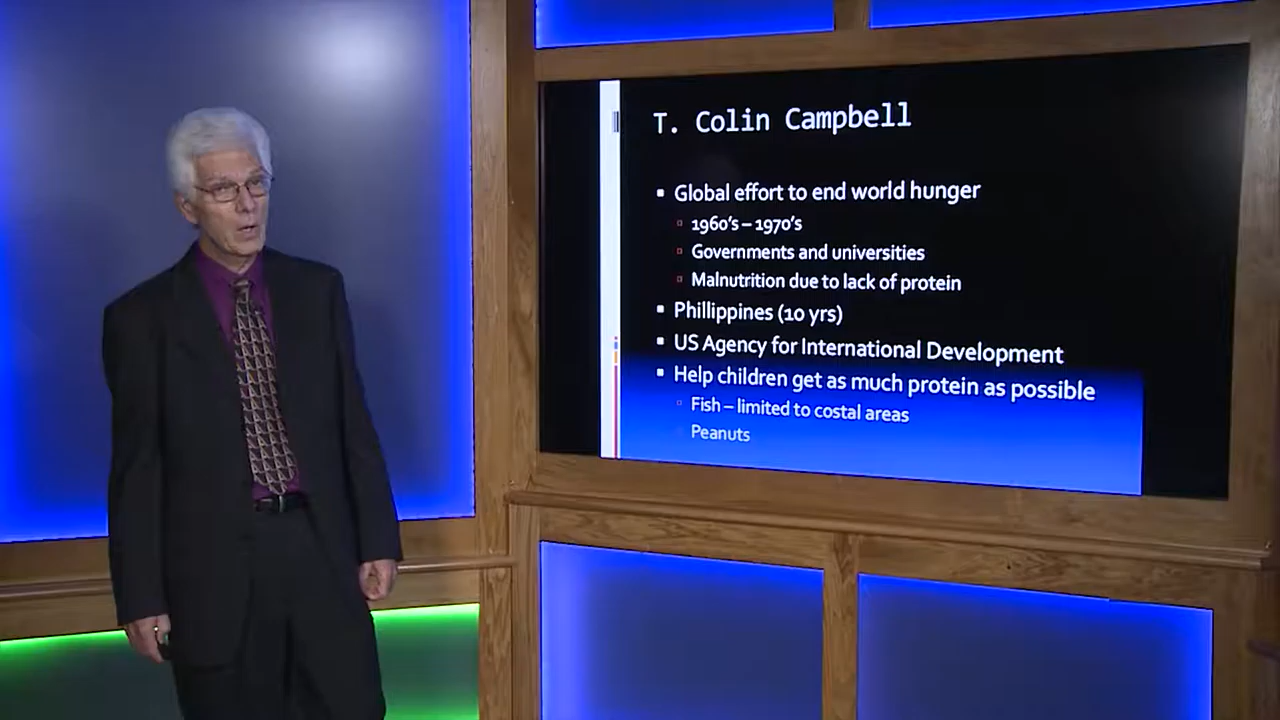 T. Colin Campbell
▪ Global effort to end world hunger
▫ 1960's – 1970's
▫ Governments and universities
▫ Malnutrition due to lack of protein
▪ Phillippines (10 yrs)
▪ US Agency for International Development
▪ Help children get as much protein as possible
▫ Fish – limited to costal areas
▫ Peanuts